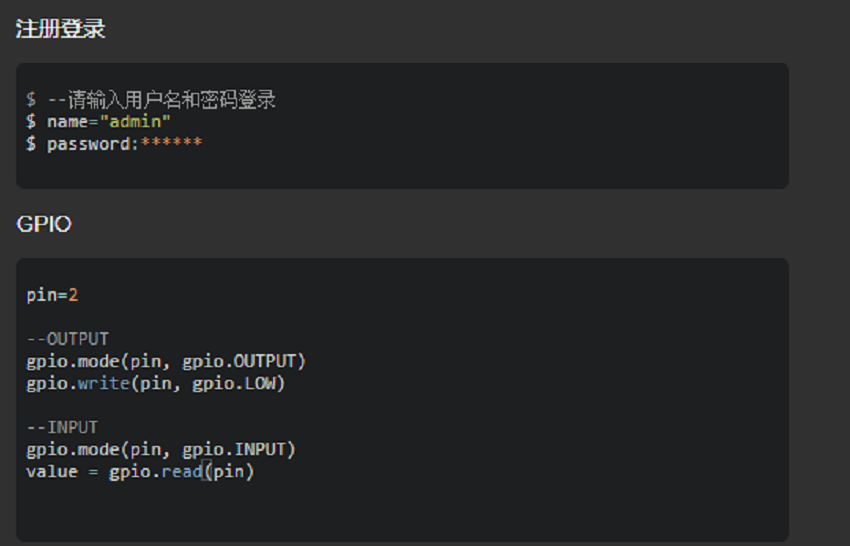 注册登录
$ --请输入用户名和密码登录
$ name="admin"
$ password:******
GPIO
pin=2
--OUTPUT
gpio.mode(pin, gpio.OUTPUT)
gpio.write(pin, gpio.LOW)
--INPUT
gpio.mode(pin, gpio.INPUT)
value = gpio.read(pin)